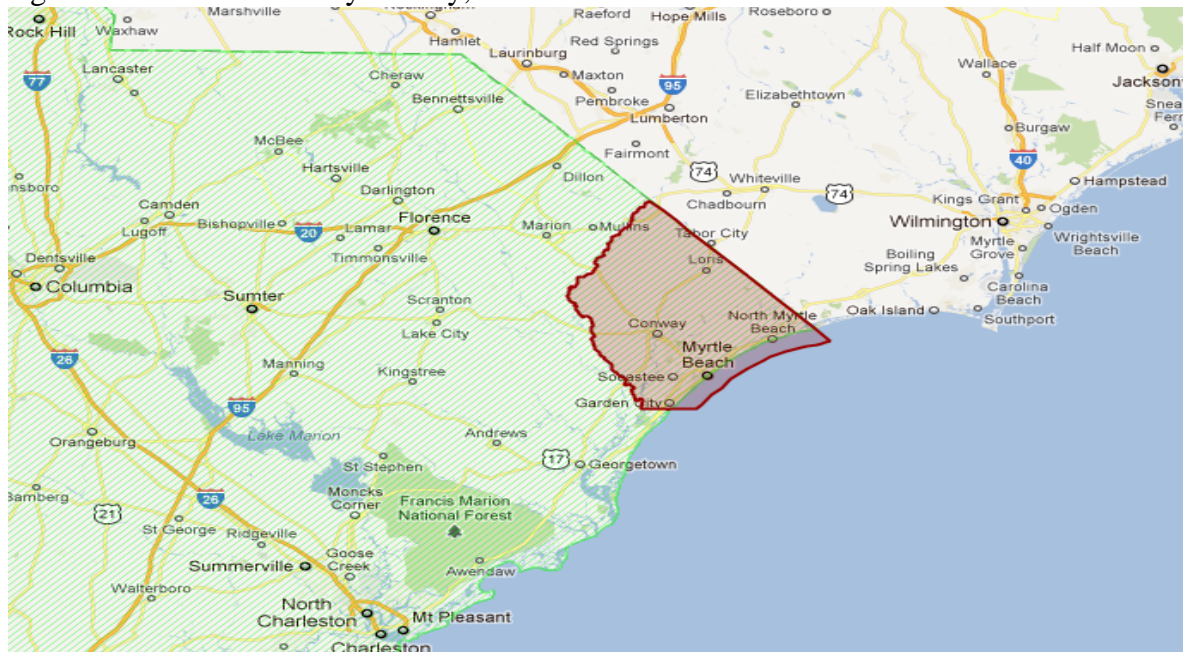 Marshville
Rockingham
Raeford
Hope Mills
Roseboro
Rock Hill
Waxhaw
Hamlet
Laurinburg
Red Springs
Half Moon
Wallace
77
Lancaster
Cheraw
Maxton
95
Pembroke
Elizabethtown
Bennettsville
Lumberton
Burgaw
McBee
Fairmont
40
Hartsville
Dillon
74
Whiteville
Hampstead
Darlington
Chadbourn
74
Kings Grant
Ogden
Camden
Bishopville
Florence
Wilmington
Lugoff
20
Lamar
Marion
Mullins
Tabor City
Wrightsville
Beach
Timmonsville
Myrtle
Grove
Dentsville
Loris
Boiling
Spring Lakes
Columbia
Sumter
Scranton
Carolina
Beach
Lake City
Conway
North Myrtle
Beach
Oak Island
Southport
26
Manning
Kingstree
Myrtle
Beach
Socastee
95
Garden City
Orangeburg
Lake Marion
Andrews
St Stephen
17
Georgetown
Bamberg
26
Moncks
Corner
Francis Marion
National Forest
21
St George
Ridgeville
Goose
Creek
Summerville
Awendaw
Walterboro
North
Charleston
Mt Pleasant
Charleston